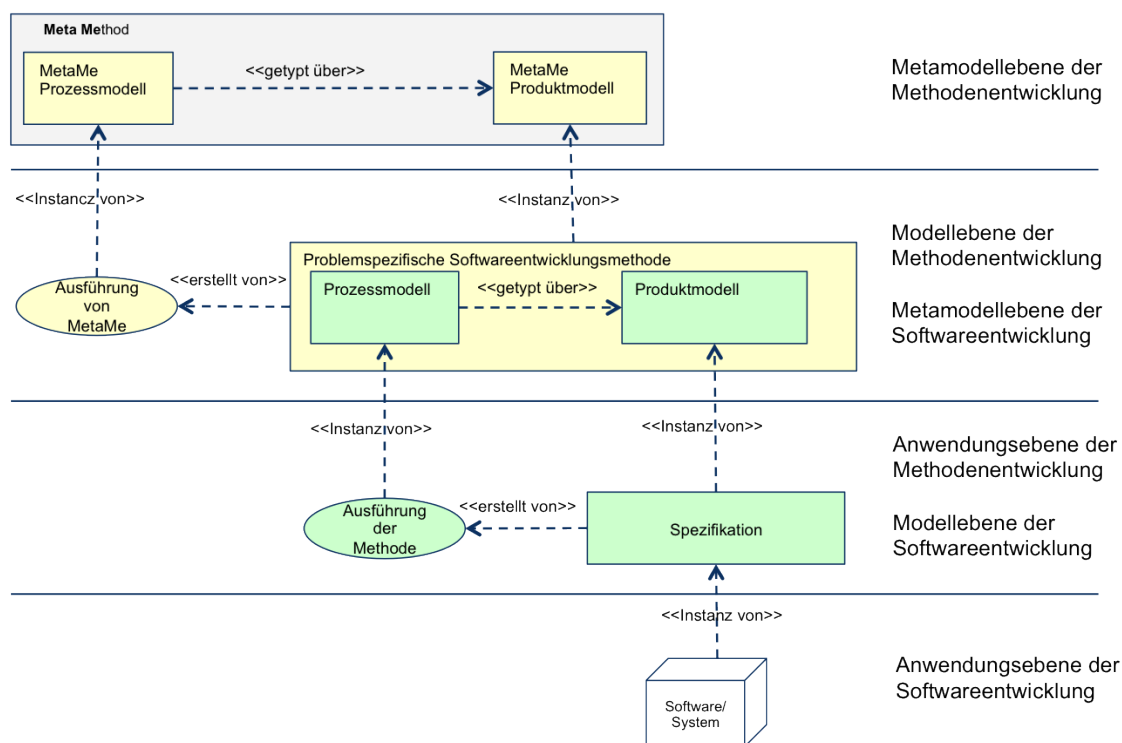 Meta Method
MetaMe
Prozessmodell
<<getypt über>>
MetaMe
Produktmodell
Metamodellebene der
Methodenentwicklung
<<Instancz von>>
<<Instanz von>>
Modellebene der
Methodenentwicklung
Problemspezifische Softwareentwicklungsmethode
<<erstellt von>>
Ausführung
von
MetaMe
Prozessmodell
<<getypt über>>
Produktmodell
Metamodellebene der
Softwareentwicklung
<<Instanz von>>
<<Instanz von>>
Anwendungsebene der
Methodenentwicklung
Ausführung
der
Methode
<<erstellt von>>
Spezifikation
Modellebene der
Softwareentwicklung
<<Instanz von>>
Software/
System
Anwendungsebene der
Softwareentwicklung